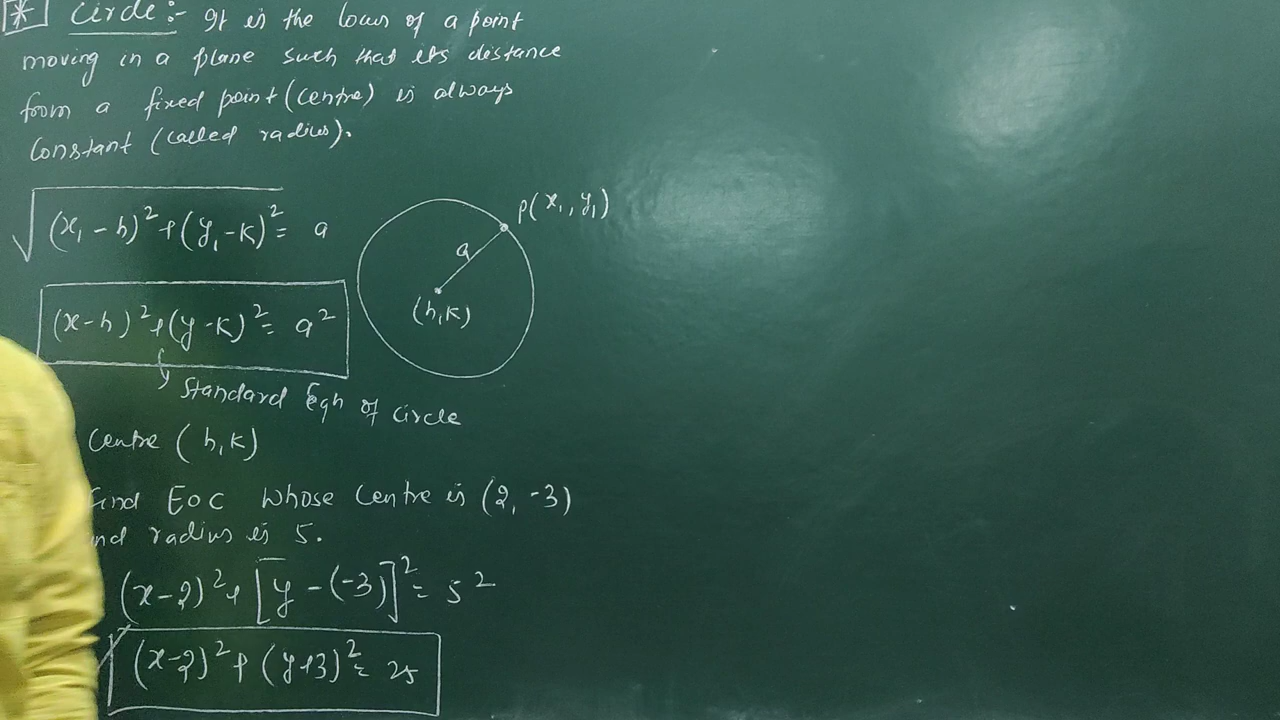 * Circle:- It is the locus of a point
moving in a plane such that its distance
from a fixed point (centre) is always
constant (called radius).
√(x₁ - h)² + (y₁ - k)² = a
P(x₁, y₁)
a
(h, k)
(x - h)² + (y - k)² = a²
Standard Eqn of circle
centre (h, k)
find EOC whose centre is (2, -3)
nd radius is 5.
(x - 2)² + [y - (-3)]² = 5²
(x - 2)² + (y + 3)² = 25